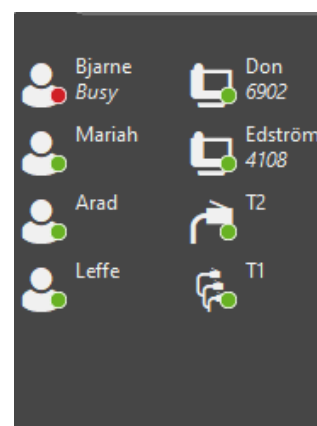 Bjarne
Busy
Mariah
Arad
Leffe
Don
6902
Edström
4108
T2
T1